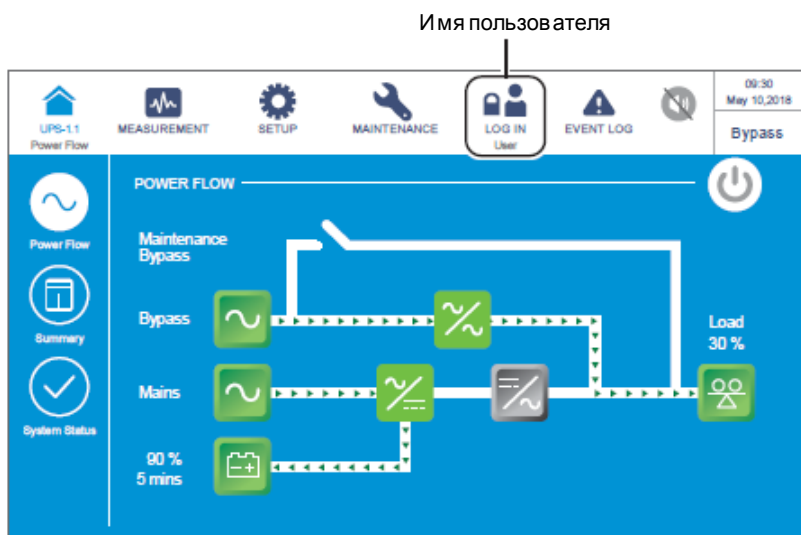 Имя пользователя
09:30
May 10,2018
UPS-1.1
Power Flow
MEASUREMENT
SETUP
MAINTENANCE
LOG IN
User
EVENT LOG
Bypass
POWER FLOW
Power Flow
Maintenance
Bypass
Summary
Bypass
Load
30 %
System Status
Mains
90 %
5 mins